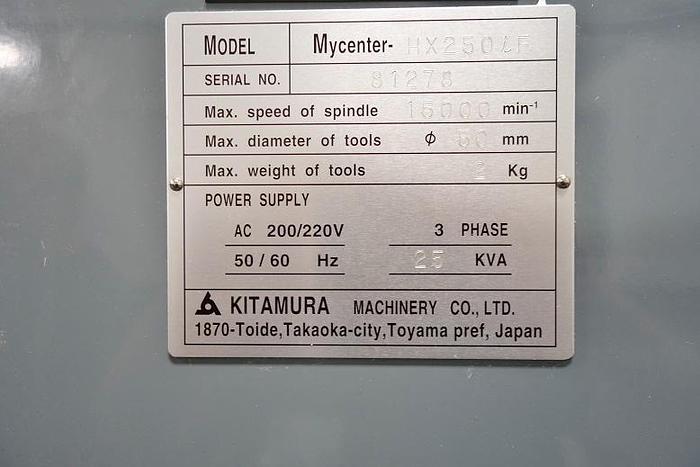 MODEL Mycenter- HX250iF
SERIAL NO. 81278
Max. speed of spindle 15000 min-1
Max. diameter of tools ϕ 50 mm
Max. weight of tools 2 Kg
POWER SUPPLY
AC 200/220V 3 PHASE
50/60 Hz 25 KVA
KITAMURA MACHINERY CO., LTD.
1870-Toide,Takaoka-city,Toyama pref, Japan